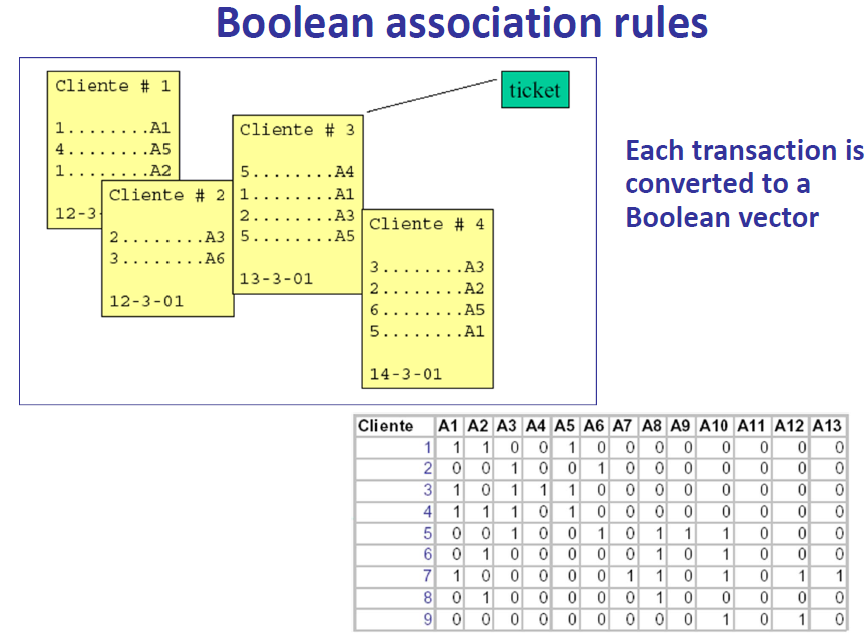 Boolean association rules
Cliente # 1
1........A1
4........A5
1........A2
12-3-
Cliente # 2
2........A3
3........A6
12-3-01
Cliente # 3
5........A4
1........A1
2........A3
5........A5
13-3-01
Cliente # 4
3........A3
2........A2
6........A5
5........A1
14-3-01
ticket
Each transaction is
converted to a
Boolean vector
Cliente A1 A2 A3 A4 A5 A6 A7 A8 A9 A10 A11 A12 A13
1 1 1 0 0 1 0 0 0 0 0 0 0 0
2 0 0 1 0 0 1 0 0 0 0 0 0 0
3 1 0 1 1 1 0 0 0 0 0 0 0 0
4 1 1 1 0 1 0 0 0 0 0 0 0 0
5 0 0 1 0 0 1 0 1 1 1 0 0 0
6 0 1 0 0 0 0 0 1 0 1 0 0 0
7 1 0 0 0 0 0 1 1 0 1 0 1 1
8 0 1 0 0 0 0 0 1 0 0 0 0 0
9 0 0 0 0 0 0 0 0 0 1 0 1 0